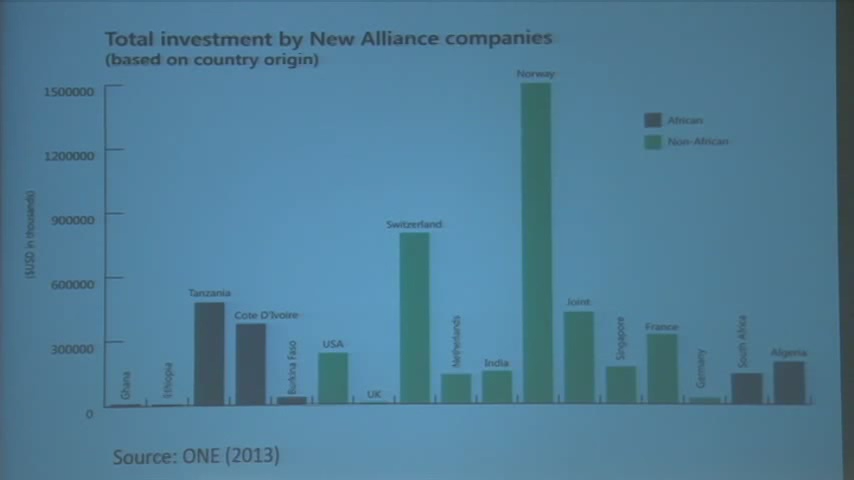 Total investment by New Alliance companies
(based on country origin)
Norway
1500000
African
Non-African
1200000
900000
Switzerland
($USD in thousands)
600000
Tanzania
Cote D'Ivoire
Joint
300000
USA
Burkina Faso
Netherlands
India
Singapore
France
Germany
South Africa
Algeria
Ghana
Ethiopia
UK
0
Source: ONE (2013)